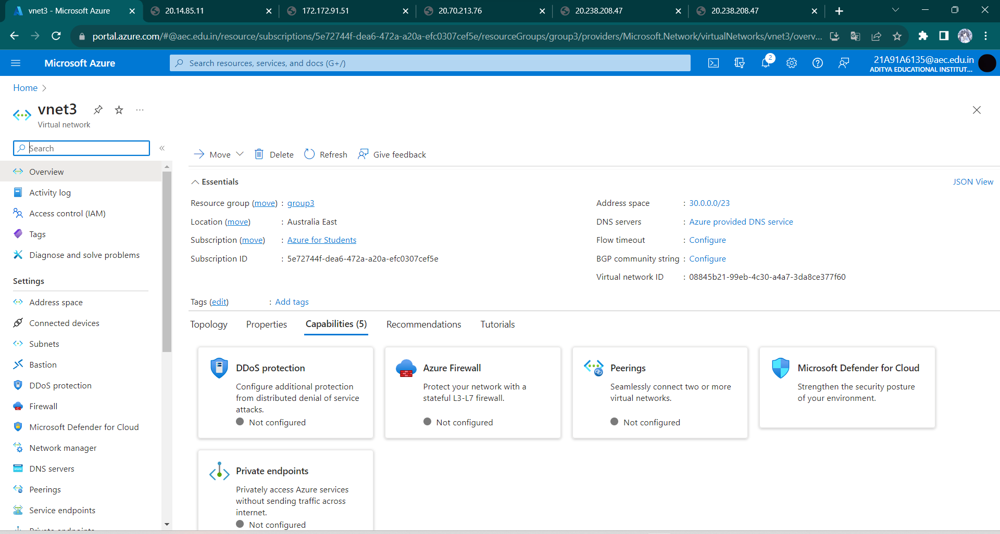 vnet3 - Microsoft Azure
20.14.85.11
172.172.91.51
20.70.213.76
20.238.208.47
20.238.208.47
portal.azure.com/#@aec.edu.in/resource/subscriptions/5e72744f-dea6-472a-a20a-efc0307cef5e/resourceGroups/group3/providers/Microsoft.Network/virtualNetworks/vnet3/overv...
Microsoft Azure
Search resources, services, and docs (G+/)
2
21A91A6135@aec.edu.in
ADITYA EDUCATIONAL INSTITUT...
Home
vnet3
Virtual network
Search
Overview
Activity log
Access control (IAM)
Tags
Diagnose and solve problems
Settings
Address space
Connected devices
Subnets
Bastion
DDoS protection
Firewall
Microsoft Defender for Cloud
Network manager
DNS servers
Peerings
Service endpoints
Move
Delete
Refresh
Give feedback
Essentials
JSON View
Resource group (move) : group3
Location (move) : Australia East
Subscription (move) : Azure for Students
Subscription ID : 5e72744f-dea6-472a-a20a-efc0307cef5e
Address space : 30.0.0.0/23
DNS servers : Azure provided DNS service
Flow timeout : Configure
BGP community string : Configure
Virtual network ID : 08845b21-99eb-4c30-a4a7-3da8ce377f60
Tags (edit) : Add tags
Topology
Properties
Capabilities (5)
Recommendations
Tutorials
DDoS protection
Configure additional protection
from distributed denial of service
attacks.
Not configured
Azure Firewall
Protect your network with a
stateful L3-L7 firewall.
Not configured
Peerings
Seamlessly connect two or more
virtual networks.
Not configured
Microsoft Defender for Cloud
Strengthen the security posture
of your environment.
Private endpoints
Privately access Azure services
without sending traffic across
internet.
Not configured